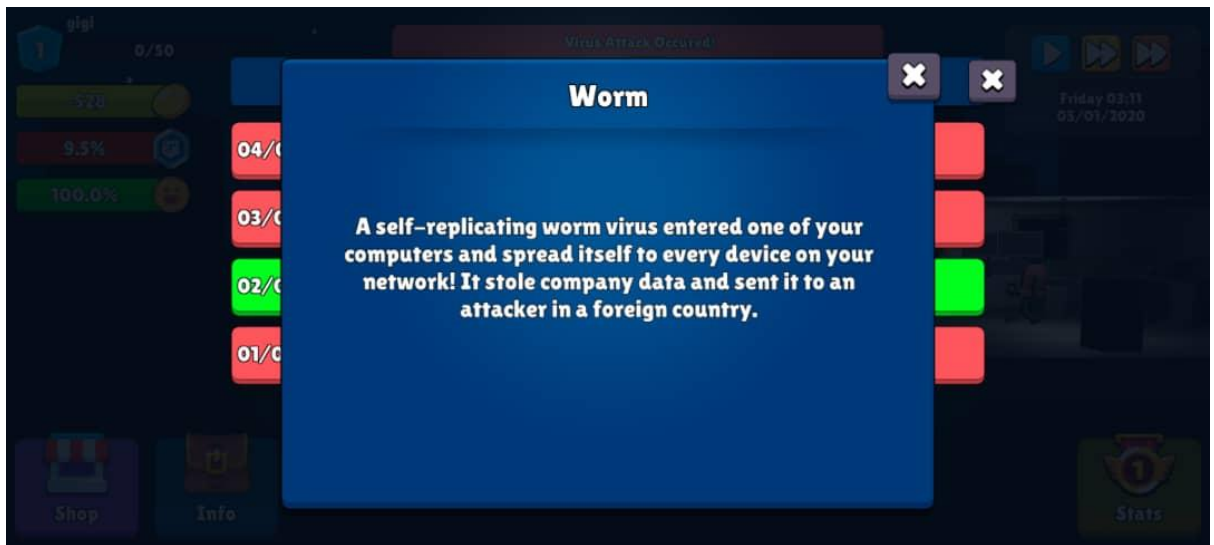 gigi
1
0/50
Virus Attack Occured!
528
9.5%
100.0%
Friday 03:11
03/01/2020
Worm
04/0
03/0
02/0
01/0
A self-replicating worm virus entered one of your
computers and spread itself to every device on your
network! It stole company data and sent it to an
attacker in a foreign country.
Shop
Info
1
Stats